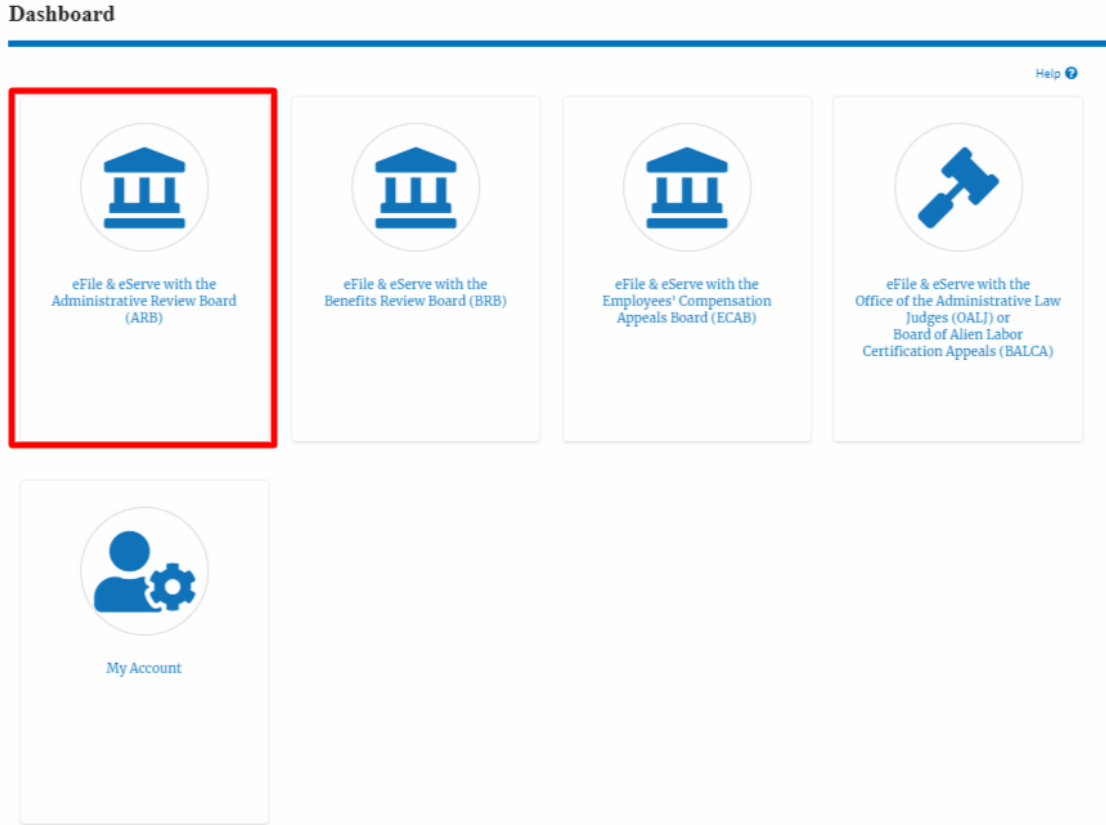 Dashboard
Help
eFile & eServe with the
Administrative Review Board
(ARB)
eFile & eServe with the
Benefits Review Board (BRB)
eFile & eServe with the
Employees' Compensation
Appeals Board (ECAB)
eFile & eServe with the
Office of the Administrative Law
Judges (OALJ) or
Board of Alien Labor
Certification Appeals (BALCA)
My Account